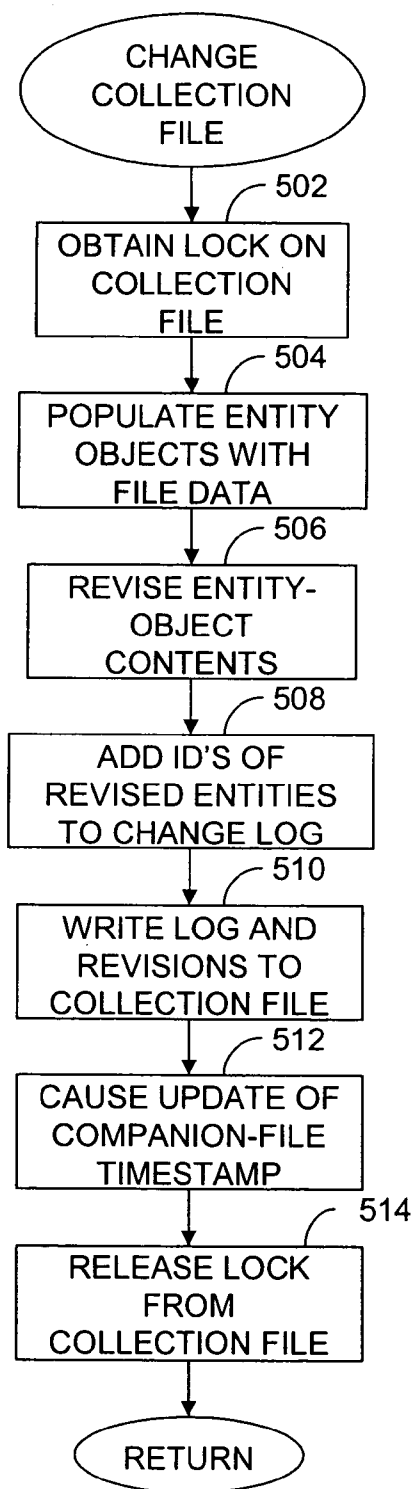 CHANGE
COLLECTION
FILE
502
OBTAIN LOCK ON
COLLECTION
FILE
504
POPULATE ENTITY
OBJECTS WITH
FILE DATA
506
REVISE ENTITY-
OBJECT
CONTENTS
508
ADD ID'S OF
REVISED ENTITIES
TO CHANGE LOG
510
WRITE LOG AND
REVISIONS TO
COLLECTION FILE
512
CAUSE UPDATE OF
COMPANION-FILE
TIMESTAMP
514
RELEASE LOCK
FROM
COLLECTION FILE
RETURN